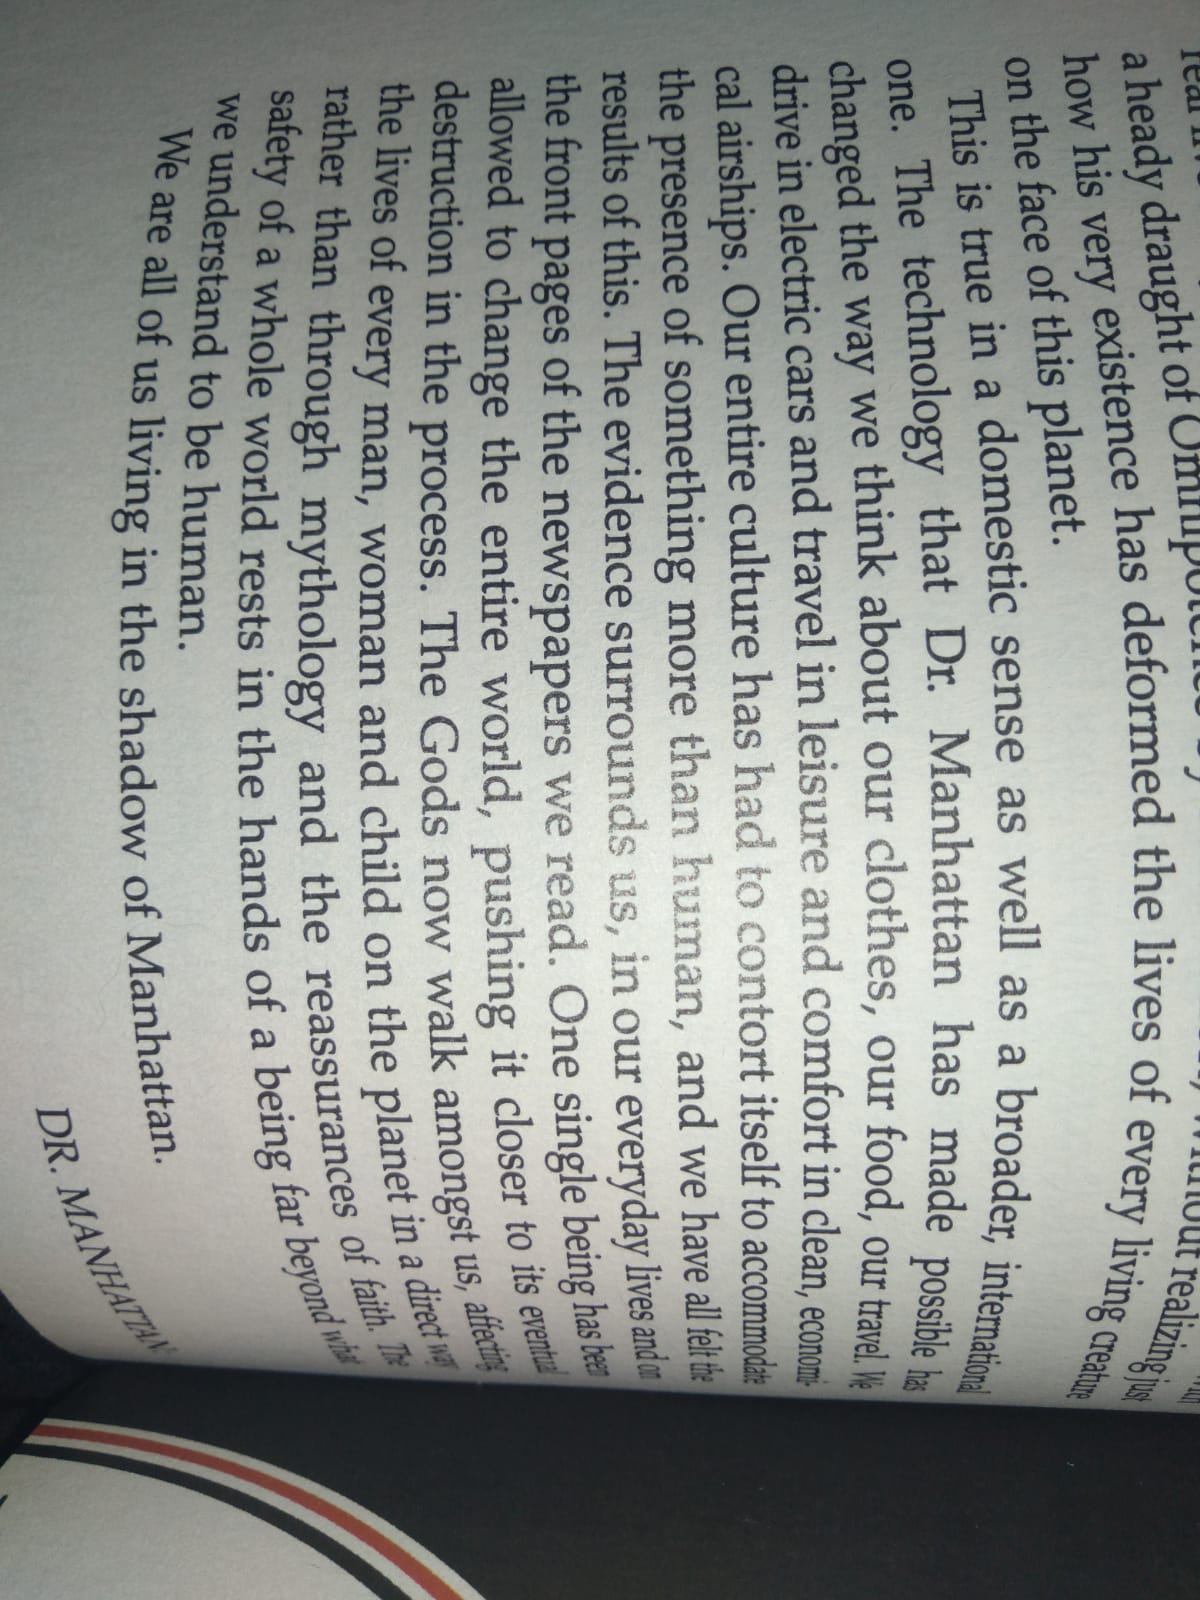 a heady draught of Omnipotence without realizing just
how his very existence has deformed the lives of every living creature
on the face of this planet.
This is true in a domestic sense as well as a broader, international
one. The technology that Dr. Manhattan has made possible has
changed the way we think about our clothes, our food, our travel. We
drive in electric cars and travel in leisure and comfort in clean, economi-
cal airships. Our entire culture has had to contort itself to accommodate
the presence of something more than human, and we have all felt the
results of this. The evidence surrounds us, in our everyday lives and on
the front pages of the newspapers we read. One single being has been
allowed to change the entire world, pushing it closer to its eventual
destruction in the process. The Gods now walk amongst us, affecting
the lives of every man, woman and child on the planet in a direct way
rather than through mythology and the reassurances of faith. The
safety of a whole world rests in the hands of a being far beyond what
we understand to be human.
We are all of us living in the shadow of Manhattan.
DR. MANHATTAN: